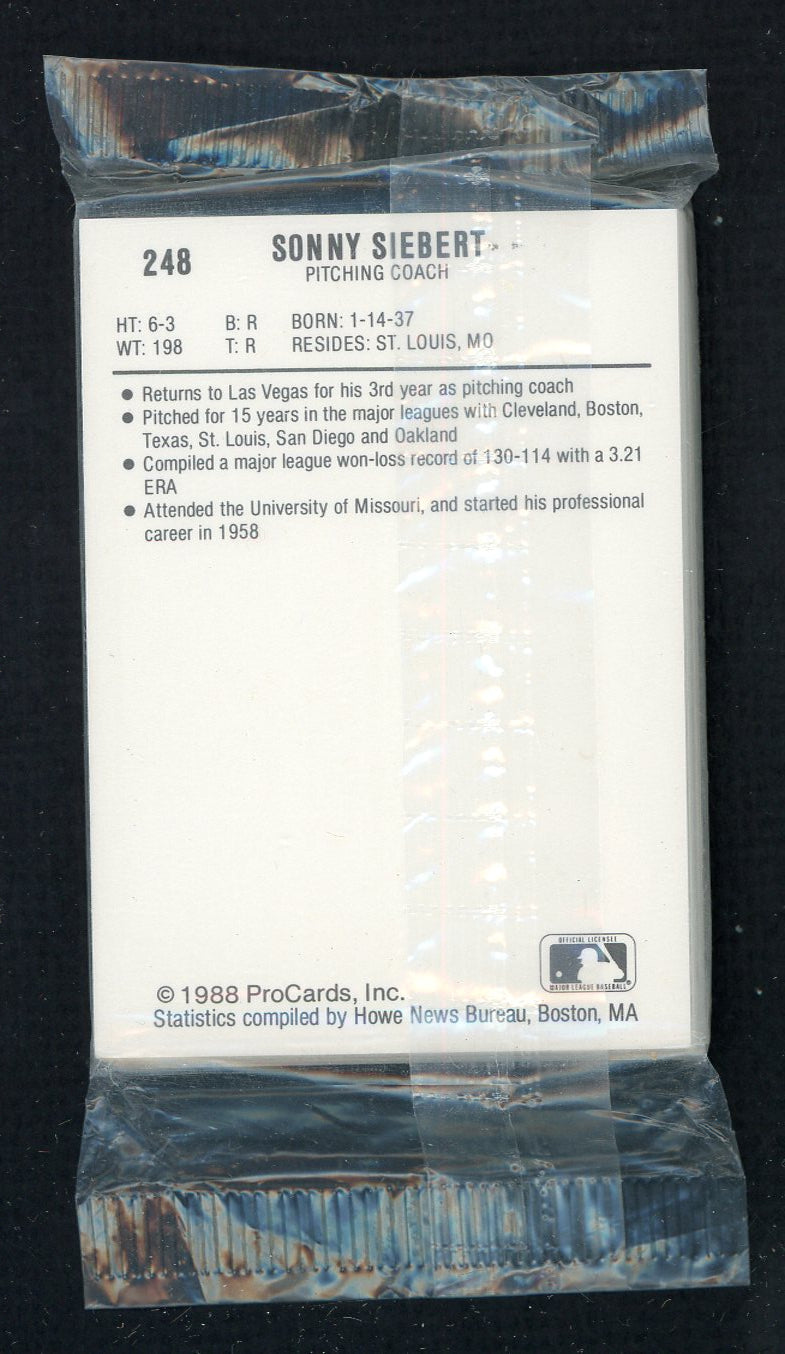 248
SONNY SIEBERT
PITCHING COACH
HT: 6-3 B: R BORN: 1-14-37
WT: 198 T: R RESIDES: ST. LOUIS, MO
● Returns to Las Vegas for his 3rd year as pitching coach
● Pitched for 15 years in the major leagues with Cleveland, Boston,
Texas, St. Louis, San Diego and Oakland
● Compiled a major league won-loss record of 130-114 with a 3.21
ERA
● Attended the University of Missouri, and started his professional
career in 1958
OFFICIAL LICENSEE
MAJOR LEAGUE BASEBALL
© 1988 ProCards, Inc.
Statistics compiled by Howe News Bureau, Boston, MA